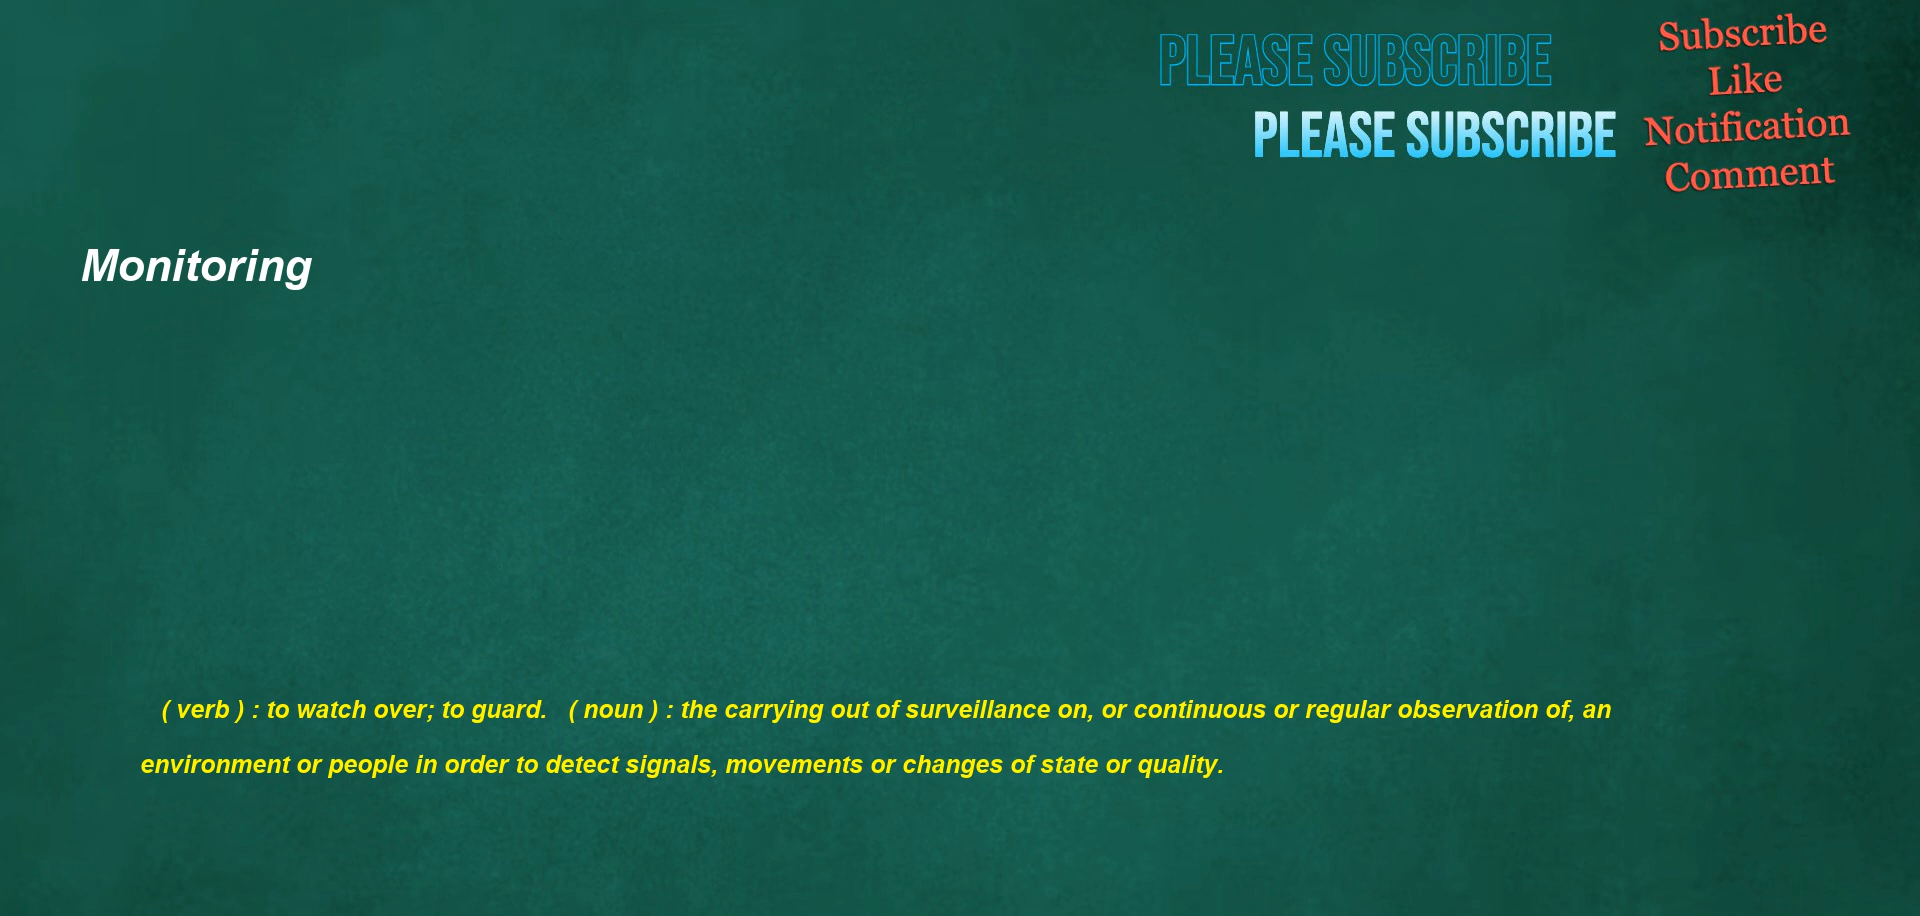 PLEASE SUBSCRIBE
PLEASE SUBSCRIBE
Subscribe
Like
Notification
Comment
Monitoring
( verb ) : to watch over; to guard. ( noun ) : the carrying out of surveillance on, or continuous or regular observation of, an
environment or people in order to detect signals, movements or changes of state or quality.